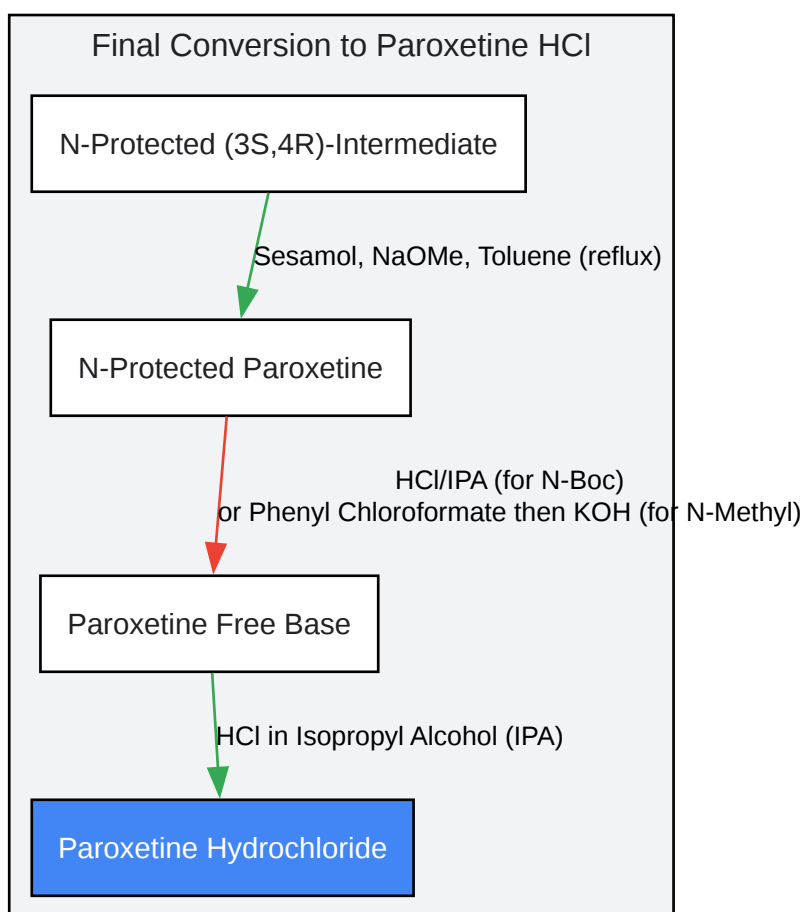 Final Conversion to Paroxetine HCl
N-Protected (3S,4R)-Intermediate
Sesamol, NaOMe, Toluene (reflux)
N-Protected Paroxetine
HCl/IPA (for N-Boc)
or Phenyl Chloroformate then KOH (for N-Methyl)
Paroxetine Free Base
HCl in Isopropyl Alcohol (IPA)
Paroxetine Hydrochloride